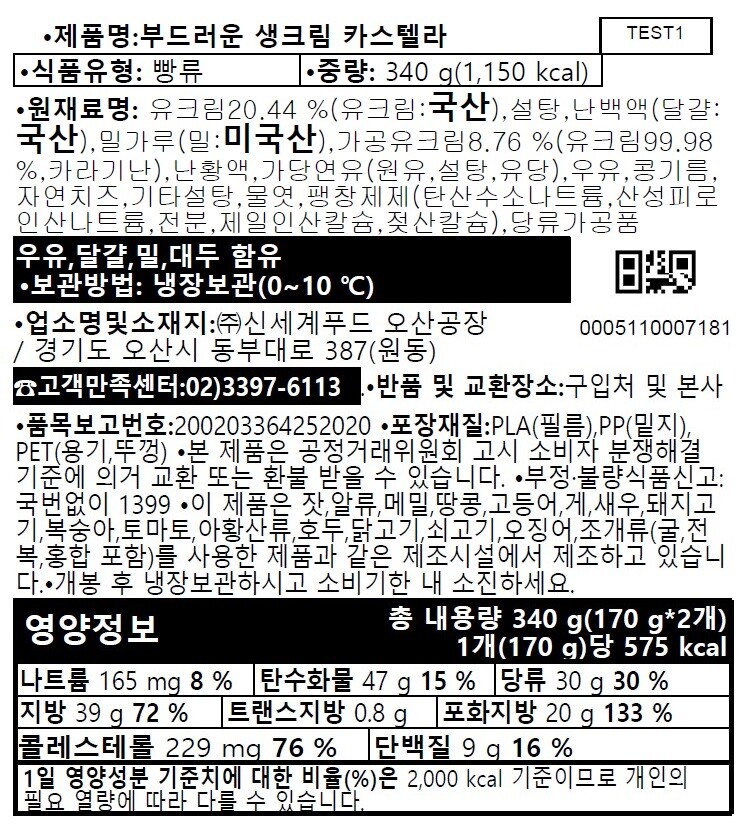 •제품명:부드러운 생크림 카스텔라
TEST1
•식품유형: 빵류
•중량: 340 g(1,150 kcal)
•원재료명: 유크림20.44 %(유크림:국산),설탕,난백액(달걀:
국산),밀가루(밀:미국산),가공유크림8.76 %(유크림99.98
%,카라기난),난황액,가당연유(원유,설탕,유당),우유,콩기름,
자연치즈,기타설탕,물엿,팽창제제(탄산수소나트륨,산성피로
인산나트륨,전분,제일인산칼슘,젖산칼슘),당류가공품
우유,달걀,밀,대두 함유
•보관방법: 냉장보관(0~10 ℃)
•업소명및소재지:㈜신세계푸드 오산공장
/ 경기도 오산시 동부대로 387(원동)
0005110007181
☎고객만족센터:02)3397-6113 .•반품 및 교환장소:구입처 및 본사
•품목보고번호:200203364252020 •포장재질:PLA(필름),PP(밑지),
PET(용기,뚜껑) •본 제품은 공정거래위원회 고시 소비자 분쟁해결
기준에 의거 교환 또는 환불 받을 수 있습니다. •부정·불량식품신고:
국번없이 1399 •이 제품은 잣,알류,메밀,땅콩,고등어,게,새우,돼지고
기,복숭아,토마토,아황산류,호두,닭고기,쇠고기,오징어,조개류(굴,전
복,홍합 포함)를 사용한 제품과 같은 제조시설에서 제조하고 있습니
다.•개봉 후 냉장보관하시고 소비기한 내 소진하세요.
영양정보
총 내용량 340 g(170 g*2개)
1개(170 g)당 575 kcal
나트륨 165 mg 8 % 탄수화물 47 g 15 % 당류 30 g 30 %
지방 39 g 72 % 트랜스지방 0.8 g 포화지방 20 g 133 %
콜레스테롤 229 mg 76 % 단백질 9 g 16 %
1일 영양성분 기준치에 대한 비율(%)은 2,000 kcal 기준이므로 개인의
필요 열량에 따라 다를 수 있습니다.